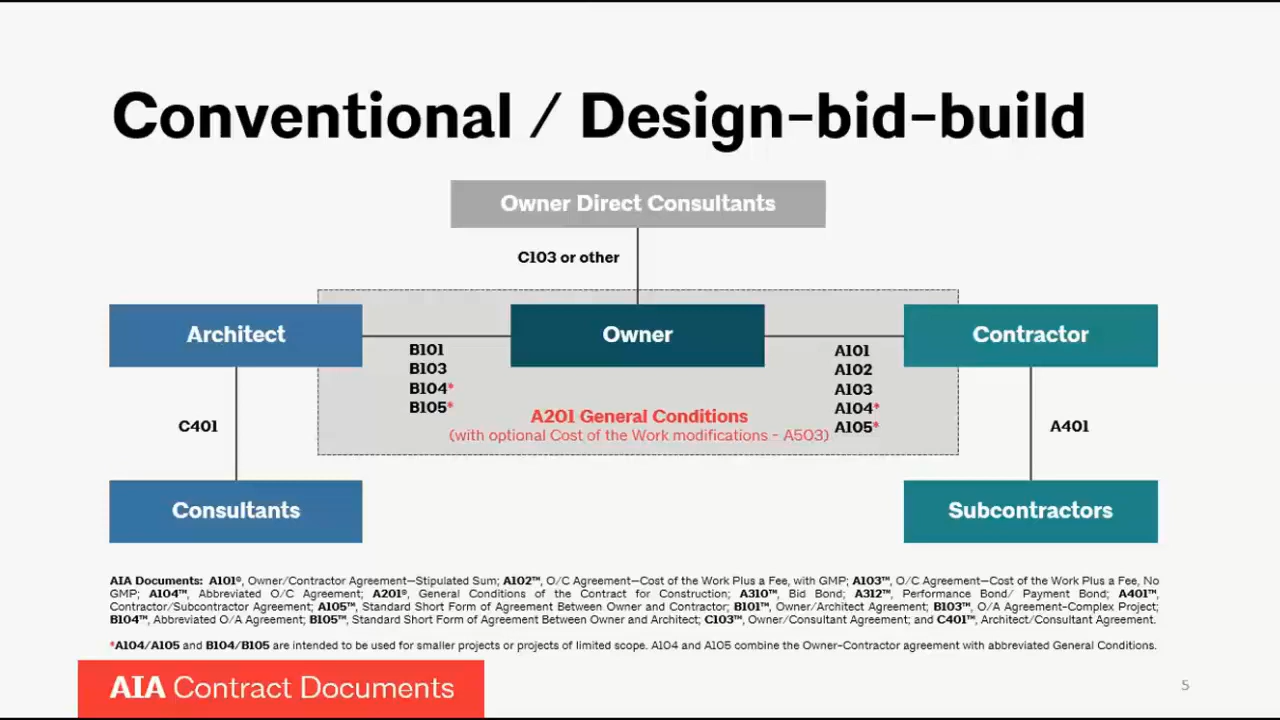 Conventional / Design-bid-build
Owner Direct Consultants
C103 or other
Architect
Owner
Contractor
B101
B103
B104*
B105*
A101
A102
A103
A104*
A105*
A201 General Conditions
(with optional Cost of the Work modifications - A503)
C401
A401
Consultants
Subcontractors
AIA Documents: A101®, Owner/Contractor Agreement—Stipulated Sum; A102™, O/C Agreement—Cost of the Work Plus a Fee, with GMP; A103™, O/C Agreement—Cost of the Work Plus a Fee, No
GMP; A104™, Abbreviated O/C Agreement; A201®, General Conditions of the Contract for Construction; A310™, Bid Bond; A312™, Performance Bond/ Payment Bond; A401™,
Contractor/Subcontractor Agreement; A105™, Standard Short Form of Agreement Between Owner and Contractor; B101™, Owner/Architect Agreement; B103™, O/A Agreement-Complex Project;
B104™, Abbreviated O/A Agreement; B105™, Standard Short Form of Agreement Between Owner and Architect; C103™, Owner/Consultant Agreement; and C401™, Architect/Consultant Agreement.
*A104/A105 and B104/B105 are intended to be used for smaller projects or projects of limited scope. A104 and A105 combine the Owner-Contractor agreement with abbreviated General Conditions.
AIA Contract Documents
5